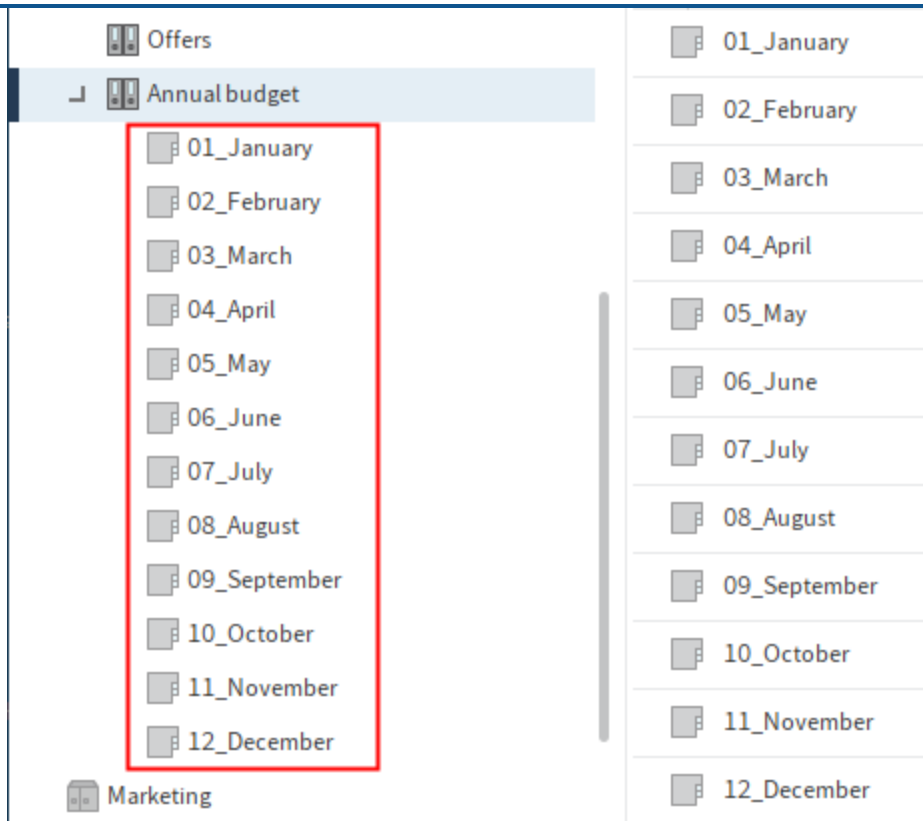 Offers
Annual budget
01_January
02_February
03_March
04_April
05_May
06_June
07_July
08_August
09_September
10_October
11_November
12_December
Marketing
01_January
02_February
03_March
04_April
05_May
06_June
07_July
08_August
09_September
10_October
11_November
12_December